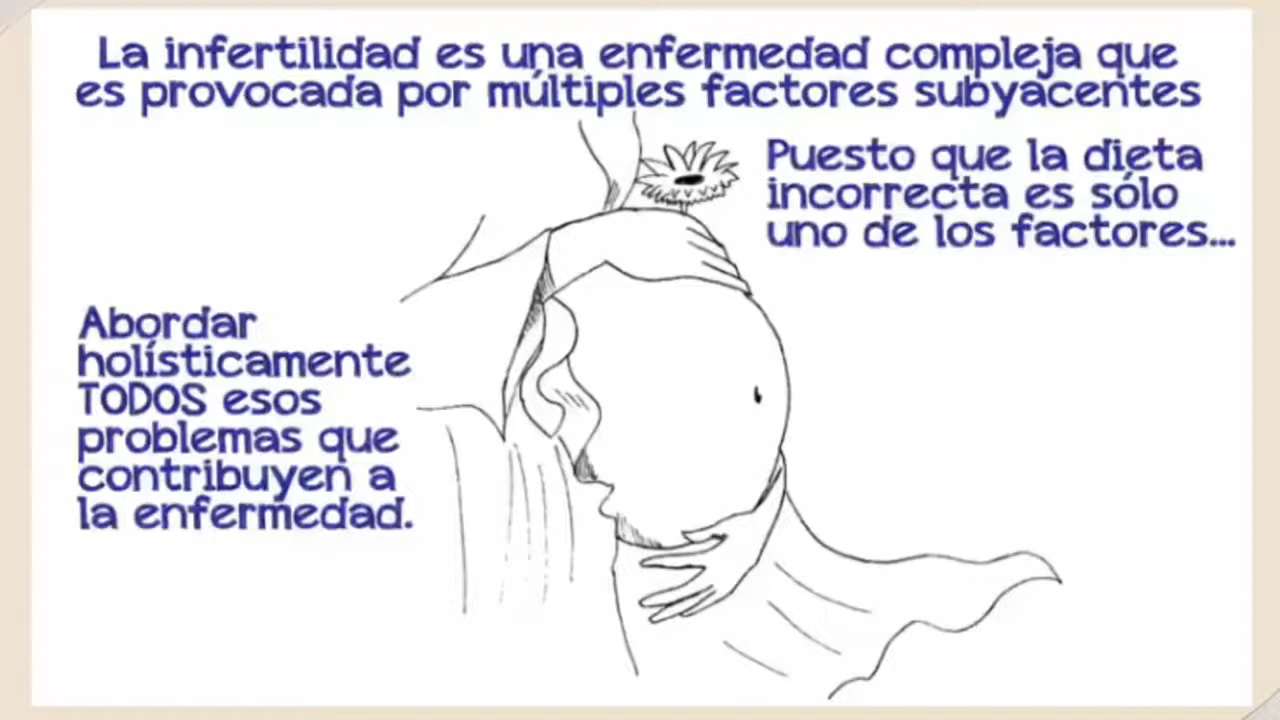 La infertilidad es una enfermedad compleja que
es provocada por múltiples factores subyacentes
Puesto que la dieta
incorrecta es sólo
uno de los factores...
Abordar
holísticamente
TODOS esos
problemas que
contribuyen a
la enfermedad.